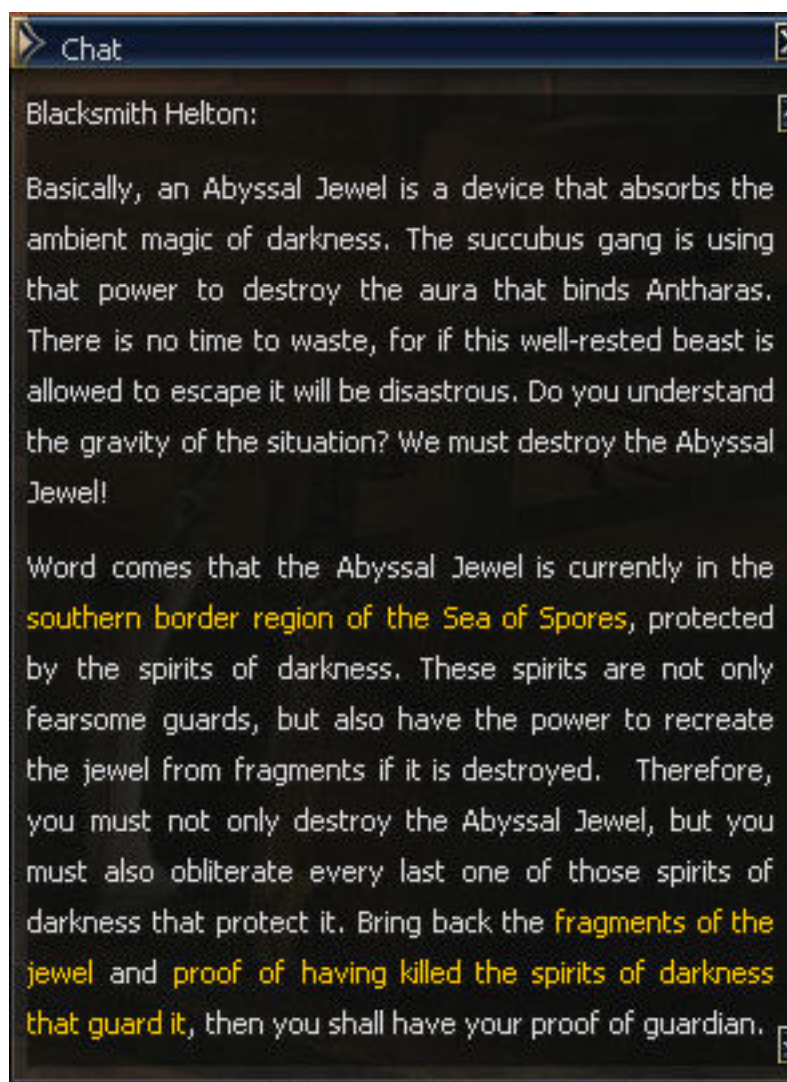 Chat
Blacksmith Helton:
Basically, an Abyssal Jewel is a device that absorbs the
ambient magic of darkness. The succubus gang is using
that power to destroy the aura that binds Antharas.
There is no time to waste, for if this well-rested beast is
allowed to escape it will be disastrous. Do you understand
the gravity of the situation? We must destroy the Abyssal
Jewel!
Word comes that the Abyssal Jewel is currently in the
southern border region of the Sea of Spores, protected
by the spirits of darkness. These spirits are not only
fearsome guards, but also have the power to recreate
the jewel from fragments if it is destroyed.  Therefore,
you must not only destroy the Abyssal Jewel, but you
must also obliterate every last one of those spirits of
darkness that protect it. Bring back the fragments of the
jewel and proof of having killed the spirits of darkness
that guard it, then you shall have your proof of guardian.